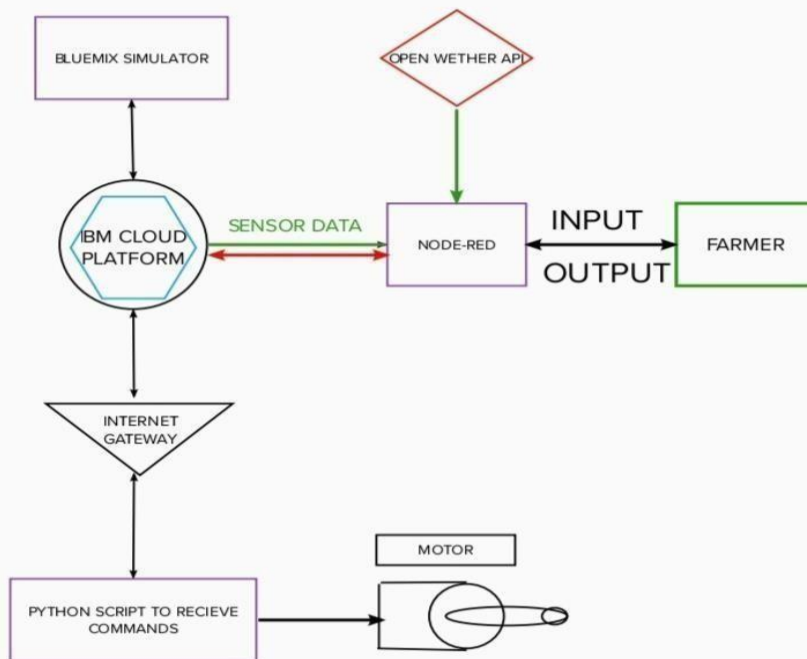 BLUEMIX SIMULATOR
OPEN WETHER API
IBM CLOUD
PLATFORM
SENSOR DATA
NODE-RED
INPUT
OUTPUT
FARMER
INTERNET
GATEWAY
MOTOR
PYTHON SCRIPT TO RECIEVE
COMMANDS